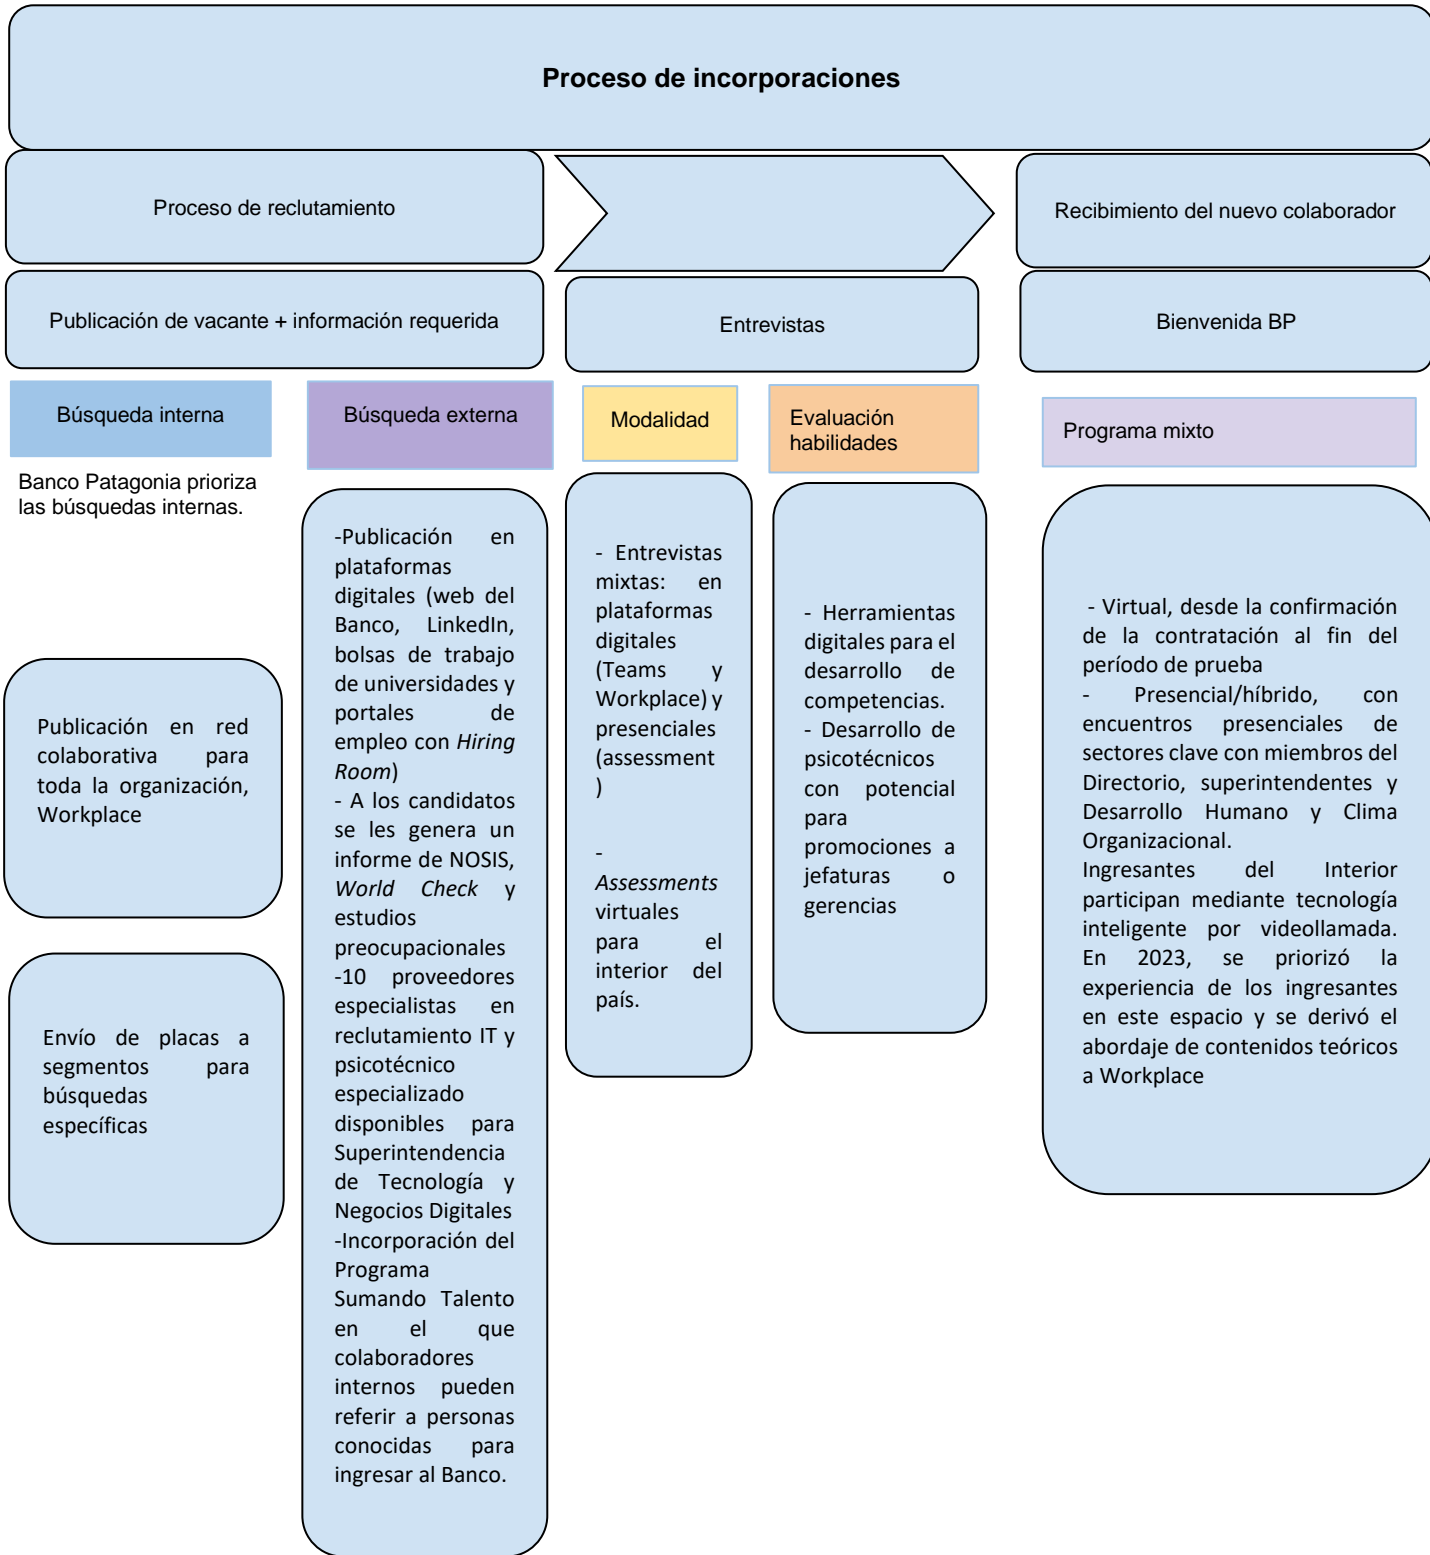 Proceso de incorporaciones
Proceso de reclutamiento
Recibimiento del nuevo colaborador
Publicación de vacante + información requerida
Entrevistas
Bienvenida BP
Búsqueda interna
Banco Patagonia prioriza
las búsquedas internas.
Publicación en red
colaborativa para
toda la organización,
Workplace
Envío de placas a
segmentos para
búsquedas
específicas
Búsqueda externa
-Publicación en
plataformas
digitales (web del
Banco, LinkedIn,
bolsas de trabajo
de universidades y
portales de
empleo con Hiring
Room)
- A los candidatos
se les genera un
informe de NOSIS,
World Check y
estudios
preocupacionales
-10 proveedores
especialistas en
reclutamiento IT y
psicotécnico
especializado
disponibles para
Superintendencia
de Tecnología y
Negocios Digitales
-Incorporación del
Programa
Sumando Talento
en el que
colaboradores
internos pueden
referir a personas
conocidas para
ingresar al Banco.
Modalidad
- Entrevistas
mixtas: en
plataformas
digitales
(Teams y
Workplace) y
presenciales
(assessment
)
-
Assessments
virtuales
para el
interior del
país.
Evaluación
habilidades
- Herramientas
digitales para el
desarrollo de
competencias.
- Desarrollo de
psicotécnicos
con potencial
para
promociones a
jefaturas o
gerencias
Programa mixto
- Virtual, desde la confirmación
de la contratación al fin del
período de prueba
- Presencial/híbrido, con
encuentros presenciales de
sectores clave con miembros del
Directorio, superintendentes y
Desarrollo Humano y Clima
Organizacional.
Ingresantes del Interior
participan mediante tecnología
inteligente por videollamada.
En 2023, se priorizó la
experiencia de los ingresantes
en este espacio y se derivó el
abordaje de contenidos teóricos
a Workplace